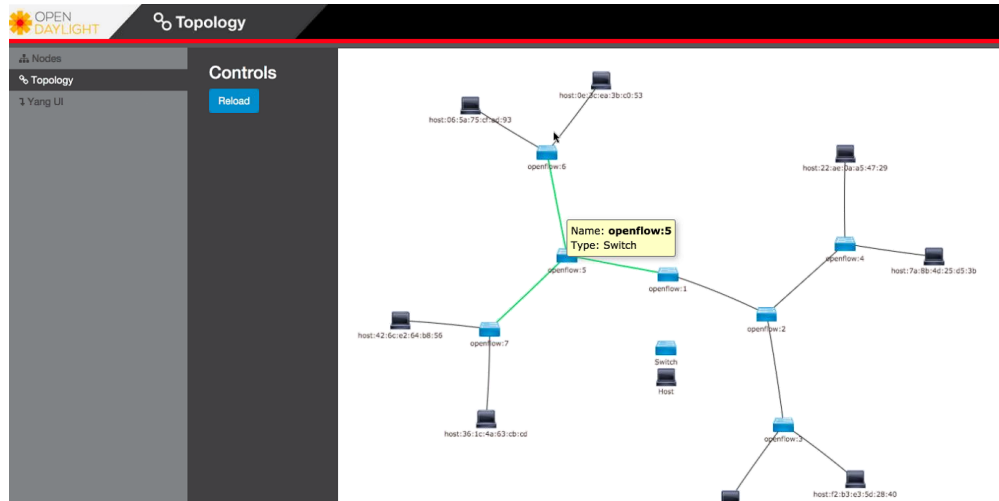 OPEN
DAYLIGHT
Topology
Nodes
Topology
Yang UI
Controls
Reload
host:0e:3c:ea:3b:c0:53
host:06:5a:75:cf:ad:93
openflow:6
host:22:ae:0a:a5:47:29
Name: openflow:5
Type: Switch
openflow:4
openflow:5
host:7a:8b:4d:25:d5:3b
openflow:1
openflow:2
host:42:6c:e2:64:b8:56
openflow:7
Switch
Host
host:36:1c:4a:63:cb:cd
openflow:3
host:f2:b3:e3:5d:28:40